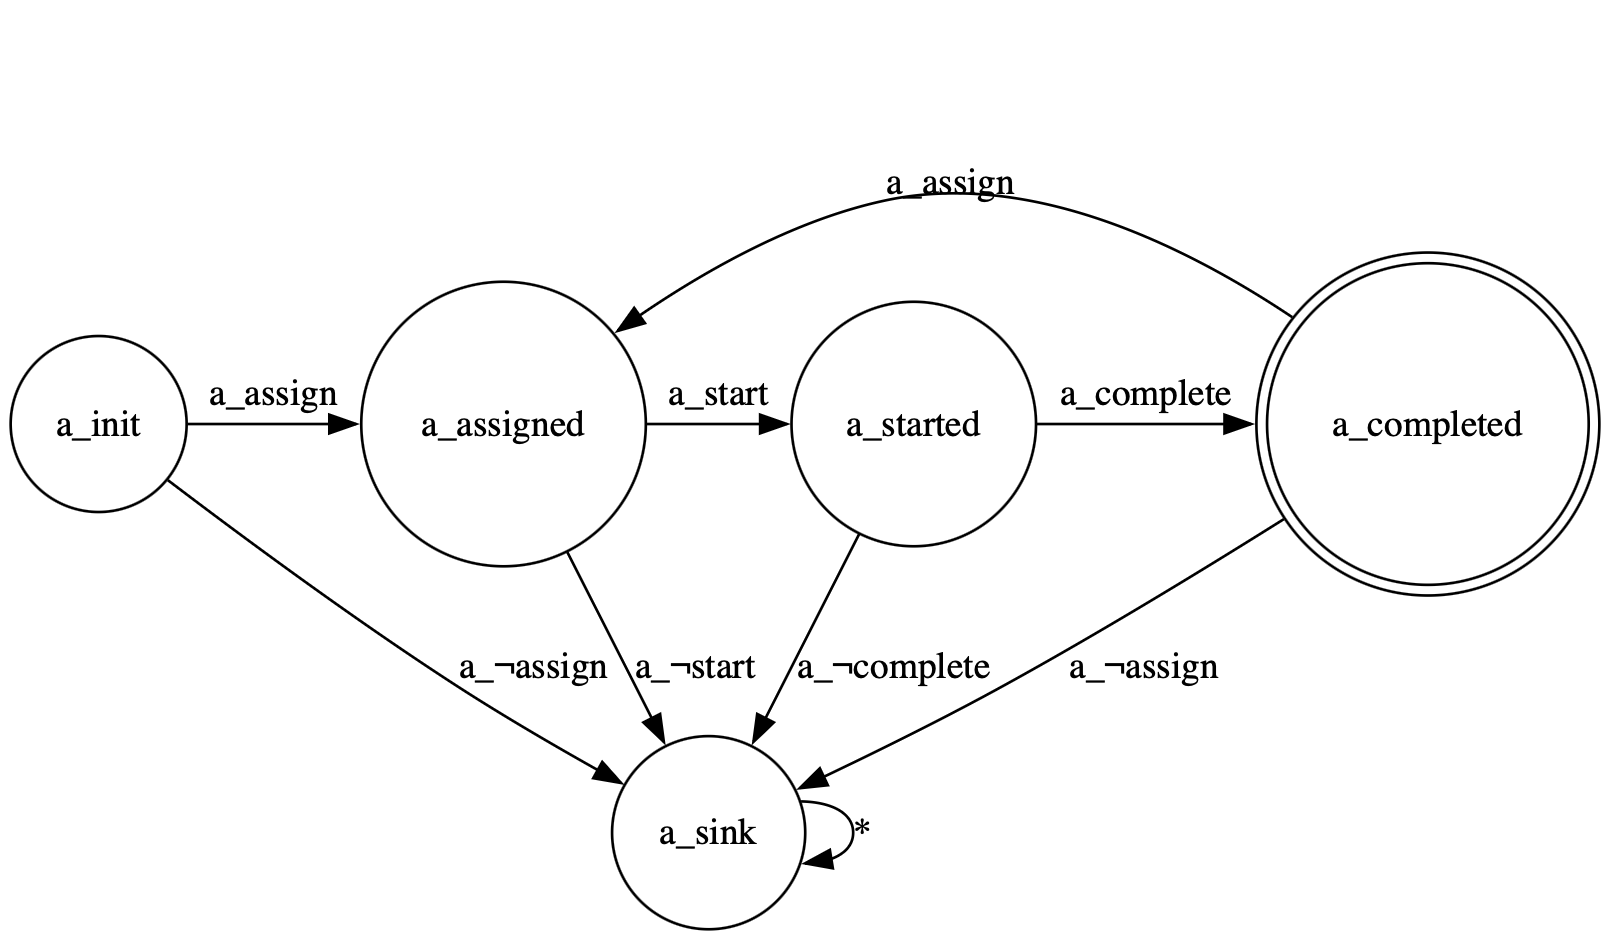 a_assign
a_assign
a_start
a_complete
a_init
a_assigned
a_started
a_completed
a_¬assign
a_¬start
a_¬complete
a_¬assign
a_sink
*